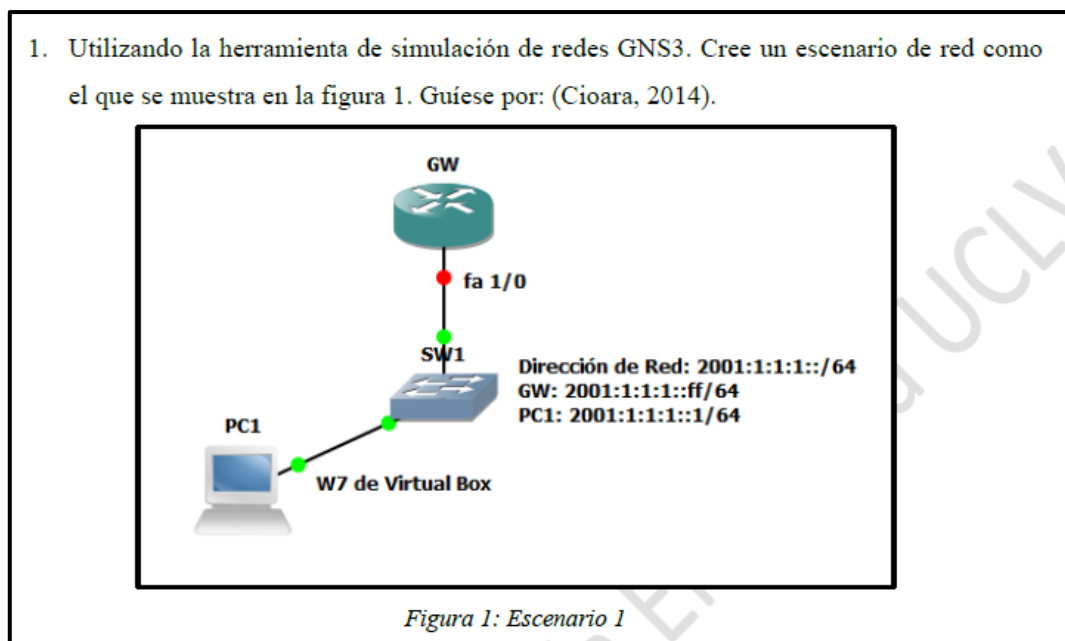 1. Utilizando la herramienta de simulación de redes GNS3. Cree un escenario de red como
el que se muestra en la figura 1. Guíese por: (Cioara, 2014).
GW
fa 1/0
SW1
Dirección de Red: 2001:1:1:1::/64
GW: 2001:1:1:1::ff/64
PC1: 2001:1:1:1::1/64
PC1
W7 de Virtual Box
Figura 1: Escenario 1
UCLV